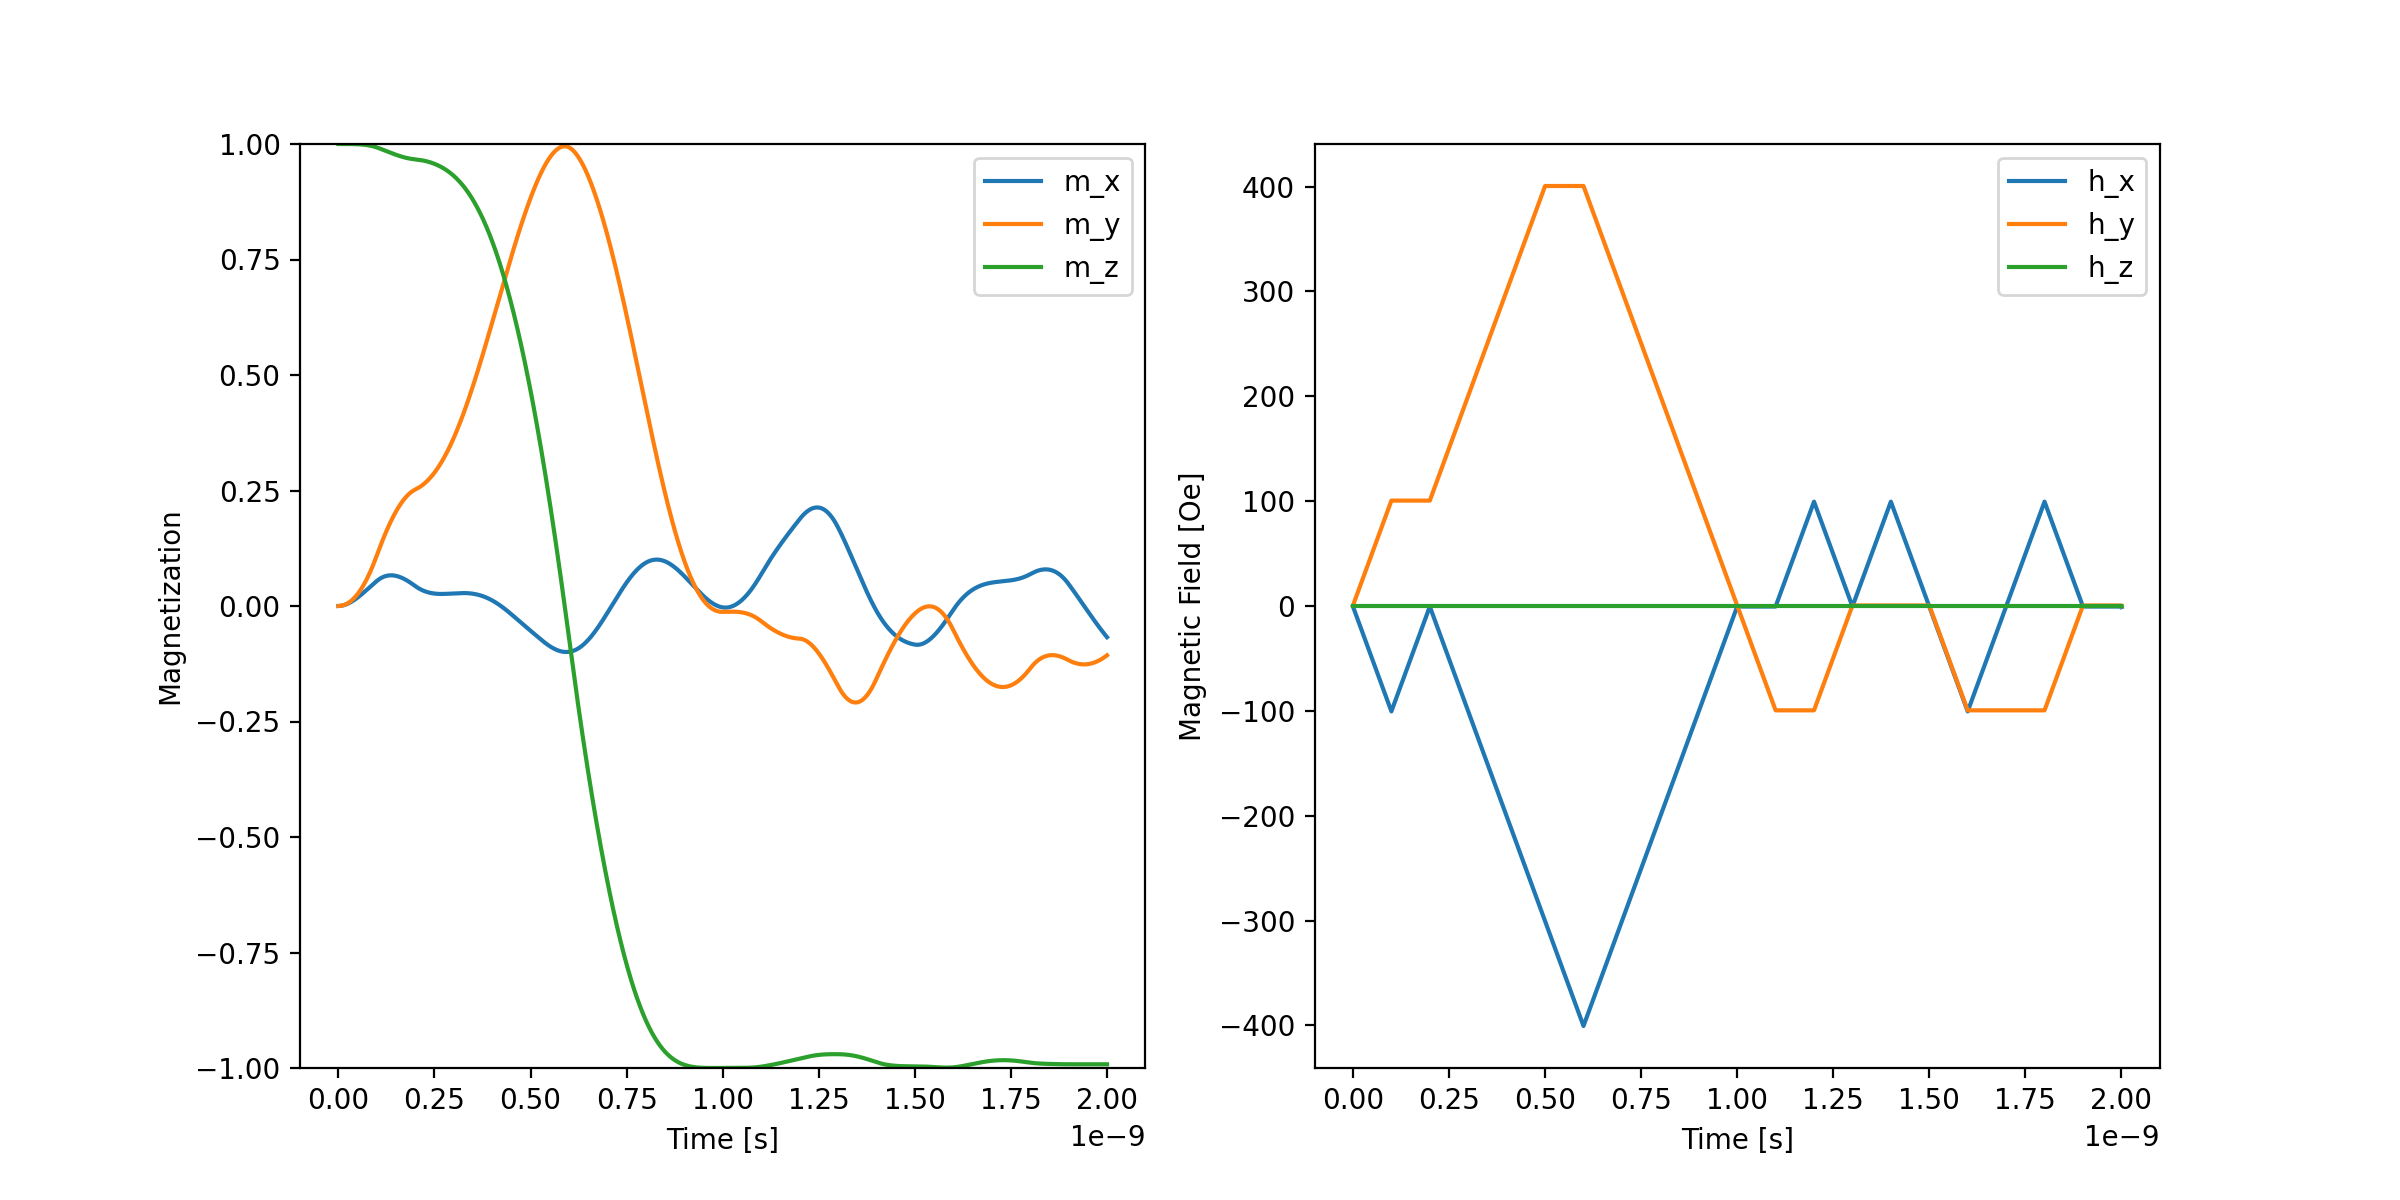 1.00
0.75
0.50
0.25
0.00
−0.25
−0.50
−0.75
−1.00
Magnetization
0.00 0.25 0.50 0.75 1.00 1.25 1.50 1.75 2.00
Time [s]
1e−9
m_x
m_y
m_z
400
300
200
100
0
−100
−200
−300
−400
Magnetic Field [Oe]
0.00 0.25 0.50 0.75 1.00 1.25 1.50 1.75 2.00
Time [s]
1e−9
h_x
h_y
h_z